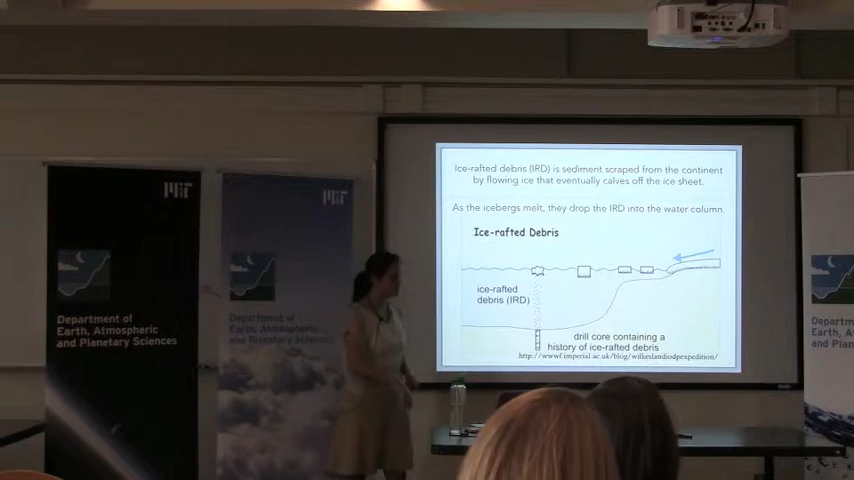 Ice-rafted debris (IRD) is sediment scraped from the continent
by flowing ice that eventually calves off the ice sheet.
As the icebergs melt, they drop the IRD into the water column.
Ice-Rafted Debris
ice-rafted
debris (IRD)
drill core containing a
history of ice-rafted debris
http://www.imperial.ac.uk/blog/wilkeslandiodpexpedition/
MiT
Department of
Earth, Atmospheric
and Planetary Sciences
MiT
Department of
Earth, Atmospheric
and Planetary Sciences
Departm
Earth, A
and Plan